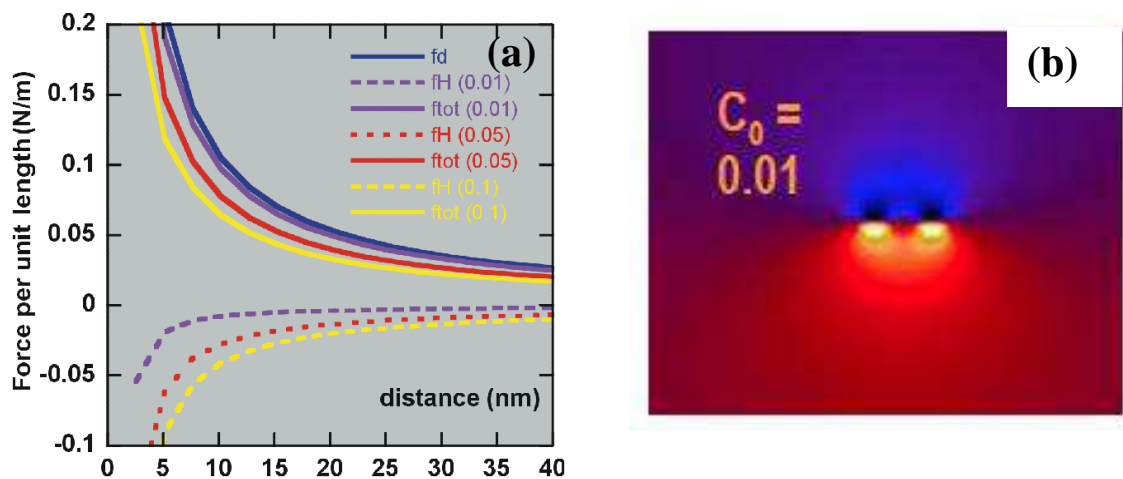 (a)
0.2
0.15
0.1
0.05
0
-0.05
-0.1
Force per unit length (N/m)
fd
fH (0.01)
ftot (0.01)
fH (0.05)
ftot (0.05)
fH (0.1)
ftot (0.1)
distance (nm)
0 5 10 15 20 25 30 35 40
(b)
C₀ =
0.01